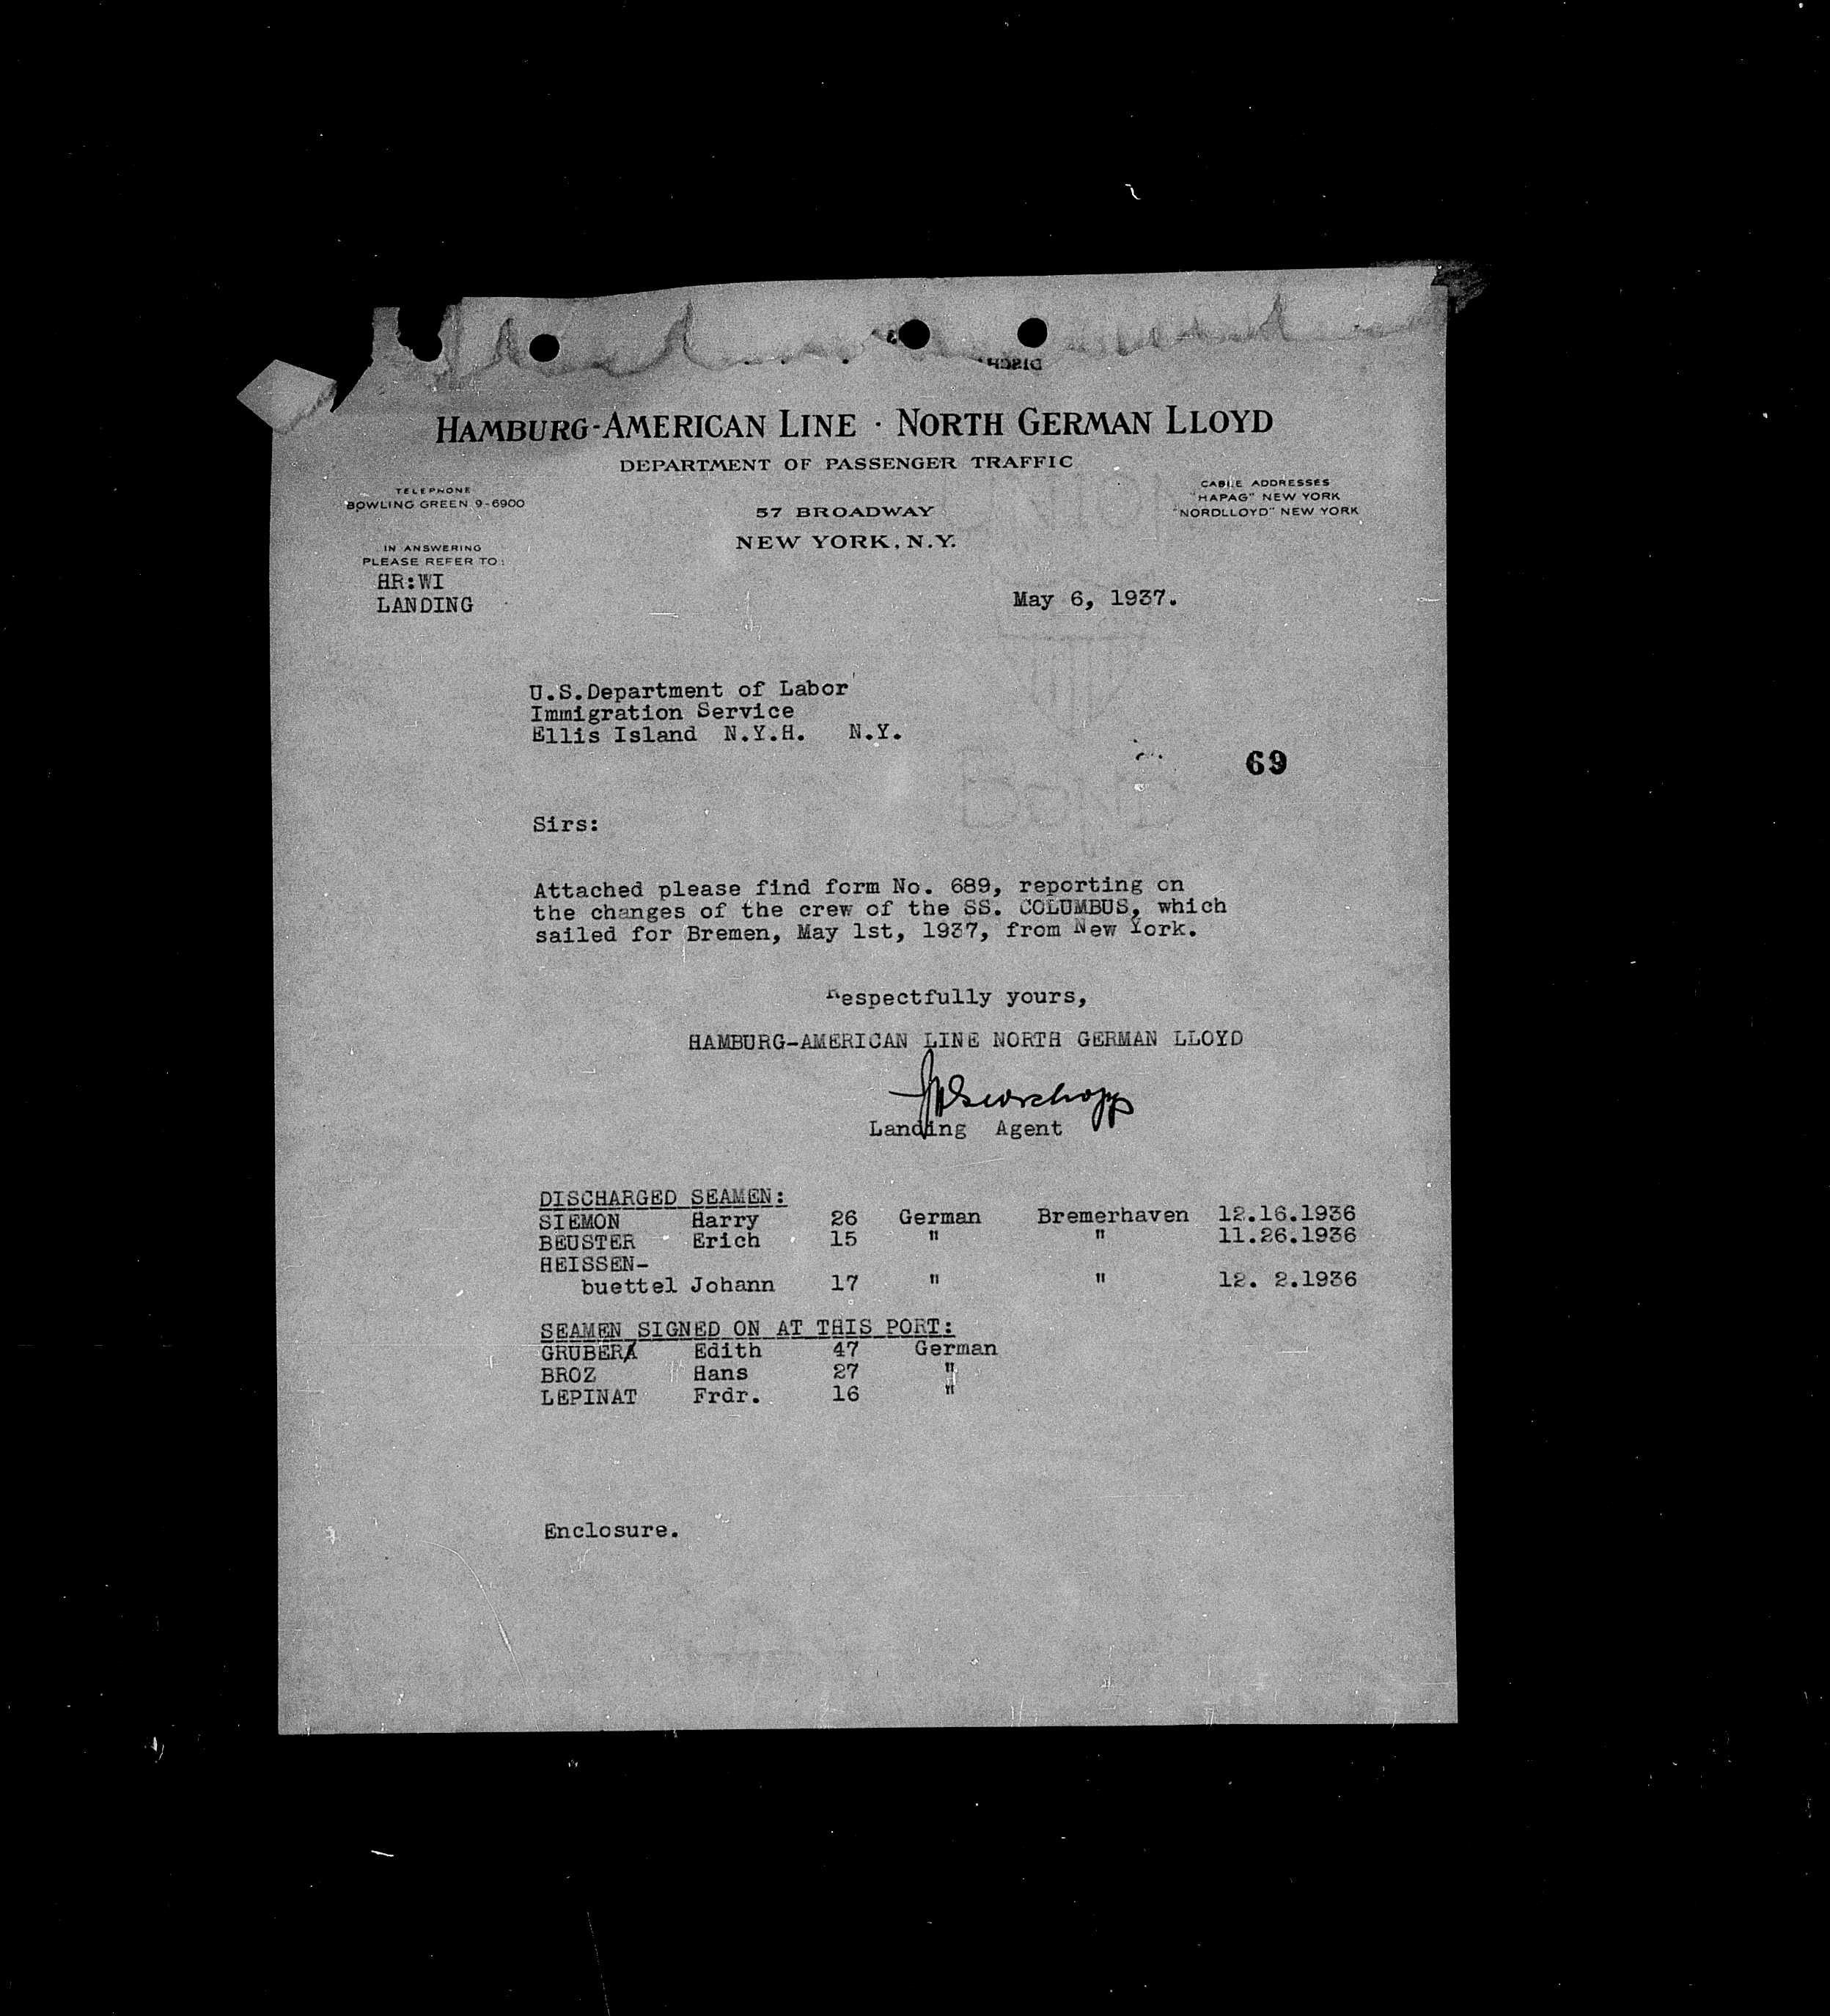 HAMBURG-AMERICAN LINE · NORTH GERMAN LLOYD
DEPARTMENT OF PASSENGER TRAFFIC
TELEPHONE
BOWLING GREEN 9-6900
57 BROADWAY
NEW YORK, N.Y.
CABLE ADDRESSES
"HAPAG" NEW YORK
"NORDLLOYD" NEW YORK
IN ANSWERING
PLEASE REFER TO:
HR:WI
LANDING
May 6, 1937.
UNION
U.S.Department of Labor
Immigration Service
Ellis Island N.Y.H. N.Y.
69
BOND
Sirs:
Attached please find form No. 689, reporting on
the changes of the crew of the SS. COLUMBUS, which
sailed for Bremen, May 1st, 1937, from New York.
Respectfully yours,
HAMBURG-AMERICAN LINE NORTH GERMAN LLOYD
Landing Agent
DISCHARGED SEAMEN:
SIEMON Harry 26 German Bremerhaven 12.16.1936
BEUSTER Erich 15 " " 11.26.1936
HEISSEN-
buettel Johann 17 " " 12. 2.1936
SEAMEN SIGNED ON AT THIS PORT:
GRUBER Edith 47 German
BROZ Hans 27 "
LEPINAT Frdr. 16 "
Enclosure.